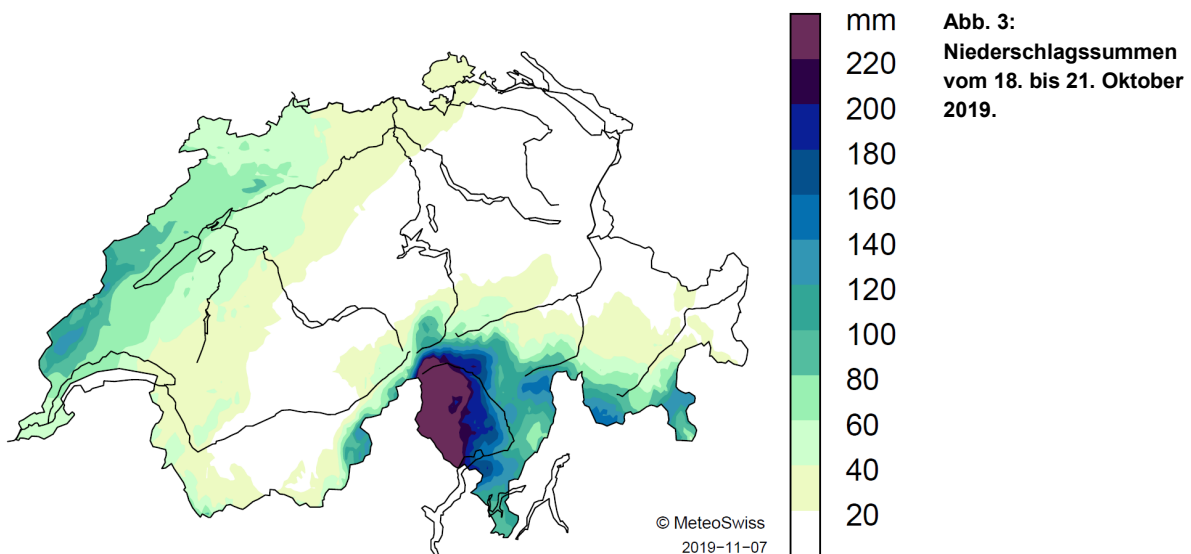 mm
220
200
180
160
140
120
100
80
60
40
20
Abb. 3:
Niederschlagssummen
vom 18. bis 21. Oktober
2019.
© MeteoSwiss
2019-11-07